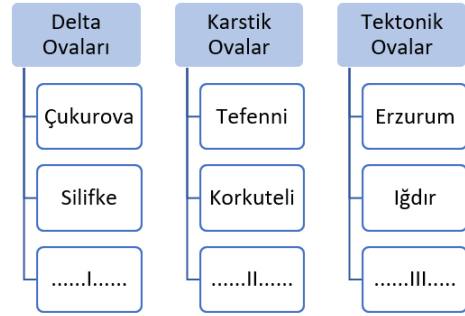 Delta
Ovaları
Çukurova
Silifke
......I......
Karstik
Ovalar
Tefenni
Korkuteli
......II......
Tektonik
Ovalar
Erzurum
Iğdır
......III.....